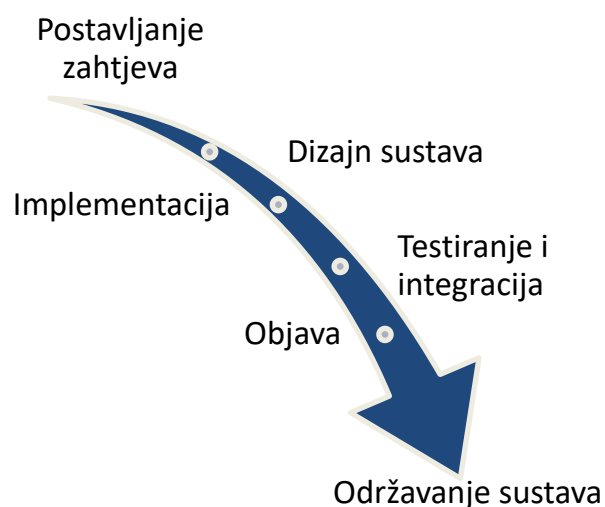 Postavljanje
zahtjeva
Dizajn sustava
Implementacija
Testiranje i
integracija
Objava
Održavanje sustava